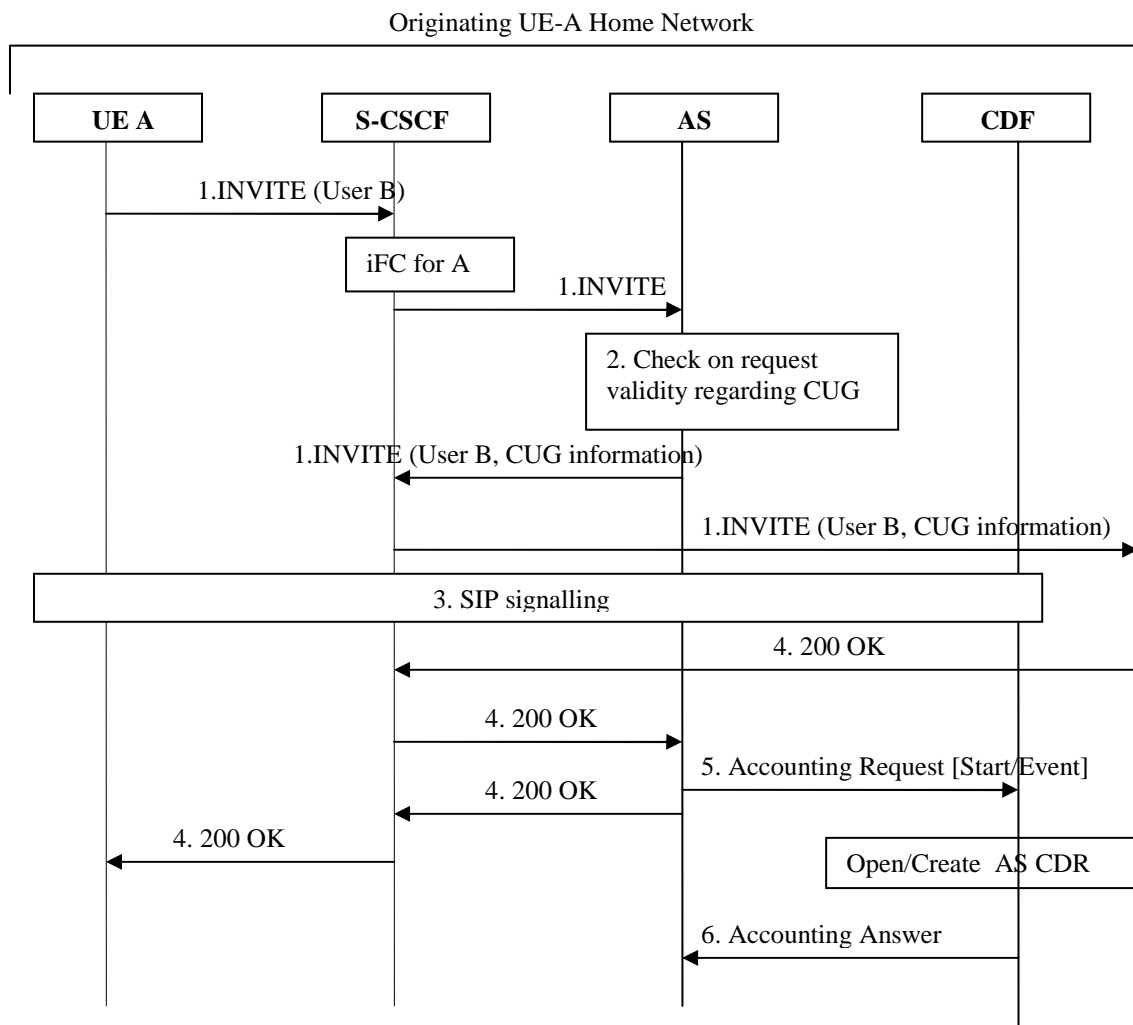 Originating UE-A Home Network
UE A
S-CSCF
AS
CDF
1.INVITE (User B)
iFC for A
1.INVITE
2. Check on request
validity regarding CUG
1.INVITE (User B, CUG information)
1.INVITE (User B, CUG information)
3. SIP signalling
4. 200 OK
4. 200 OK
5. Accounting Request [Start/Event]
4. 200 OK
4. 200 OK
Open/Create AS CDR
6. Accounting Answer